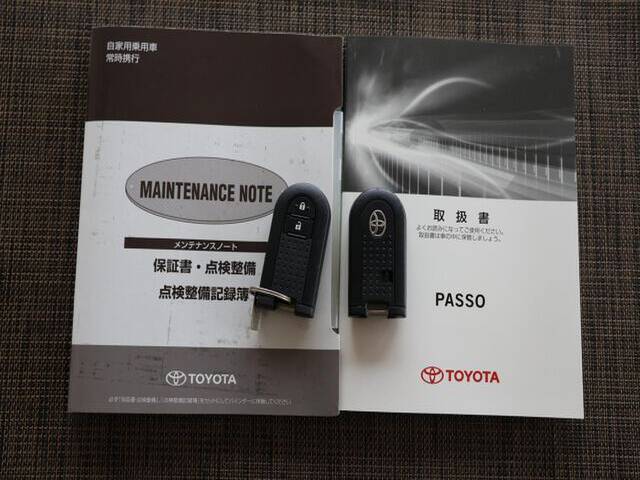 自家用乗用車
常時携行
MAINTENANCE NOTE
メンテナンスノート
保証書・点検整備
点検整備記録簿
TOYOTA
取扱書
よくお読みになってご使用ください。
取扱書は車の中に保管しましょう。
PASSO
TOYOTA